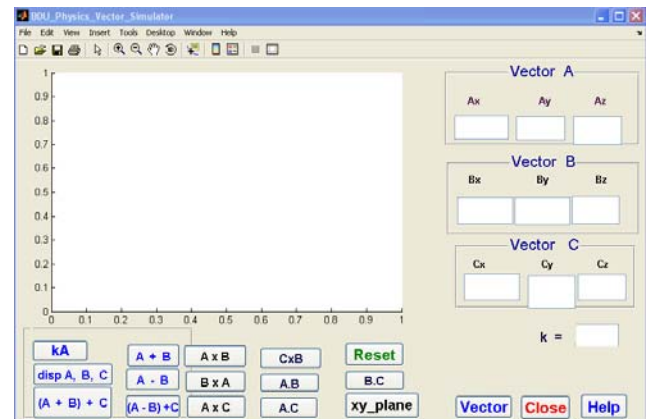 BDU_Physics_Vector_Simulator
File Edit View Insert Tools Desktop Window Help
Vector A
Ax Ay Az
Vector B
Bx By Bz
Vector C
Cx Cy Cz
k =
1
0.9
0.8
0.7
0.6
0.5
0.4
0.3
0.2
0.1
0
0 0.1 0.2 0.3 0.4 0.5 0.6 0.7 0.8 0.9 1
kA A + B A x B CxB Reset
disp A, B, C A - B B x A A.B B.C
(A + B) + C (A - B) +C A x C A.C xy_plane Vector Close Help